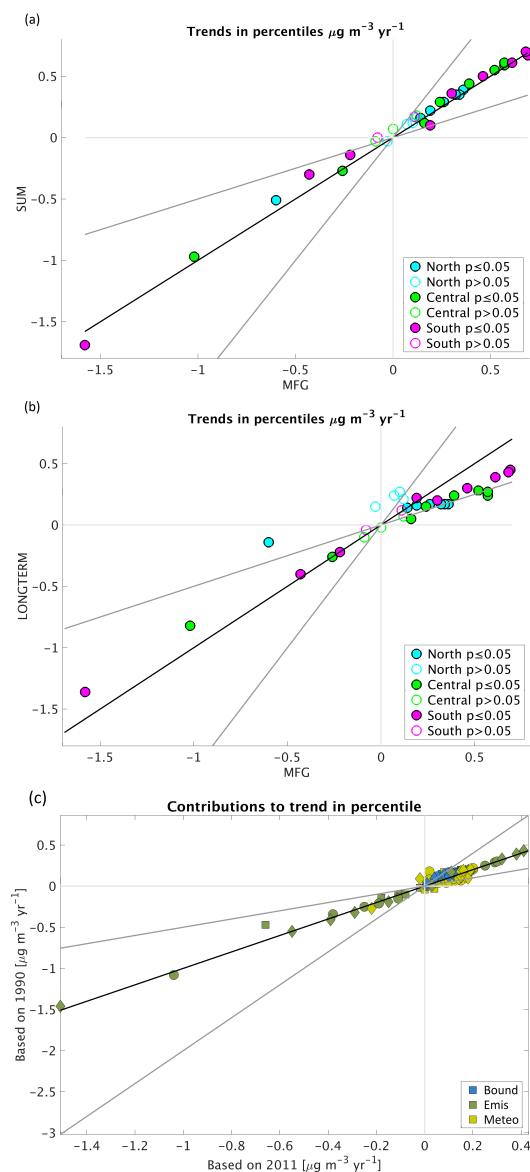 (a)
Trends in percentiles μg m⁻³ yr⁻¹
0.5
0
-0.5
-1
-1.5
SUM
North p≤0.05
North p>0.05
Central p≤0.05
Central p>0.05
South p≤0.05
South p>0.05
-1.5 -1 -0.5 0 0.5
MFG
(b)
Trends in percentiles μg m⁻³ yr⁻¹
0.5
0
-0.5
-1
-1.5
LONGTERM
North p≤0.05
North p>0.05
Central p≤0.05
Central p>0.05
South p≤0.05
South p>0.05
-1.5 -1 -0.5 0 0.5
MFG
(c)
Contributions to trend in percentile
0.5
0
-0.5
-1
-1.5
-2
-2.5
-3
Based on 1990 [μg m⁻³ yr⁻¹]
Bound
Emis
Meteo
-1.4 -1.2 -1 -0.8 -0.6 -0.4 -0.2 0 0.2 0.4
Based on 2011 [μg m⁻³ yr⁻¹]